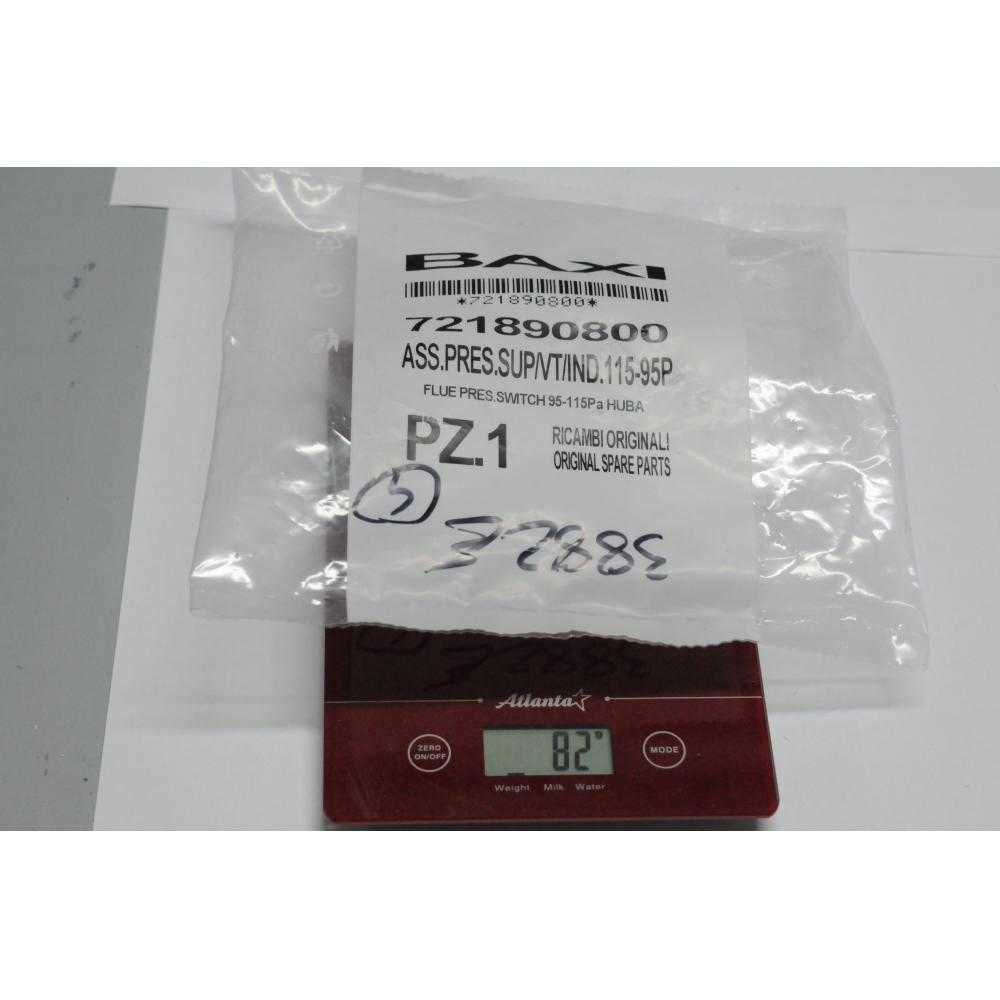 BAXI
*721890800*
721890800
ASS.PRES.SUP/VT/IND.115-95P
FLUE PRES.SWITCH 95-115Pa HUBA
PZ.1
RICAMBI ORIGINALI
ORIGINAL SPARE PARTS
5
Atlanta
ZERO
ON/OFF
82
MODE
Weight Milk Water